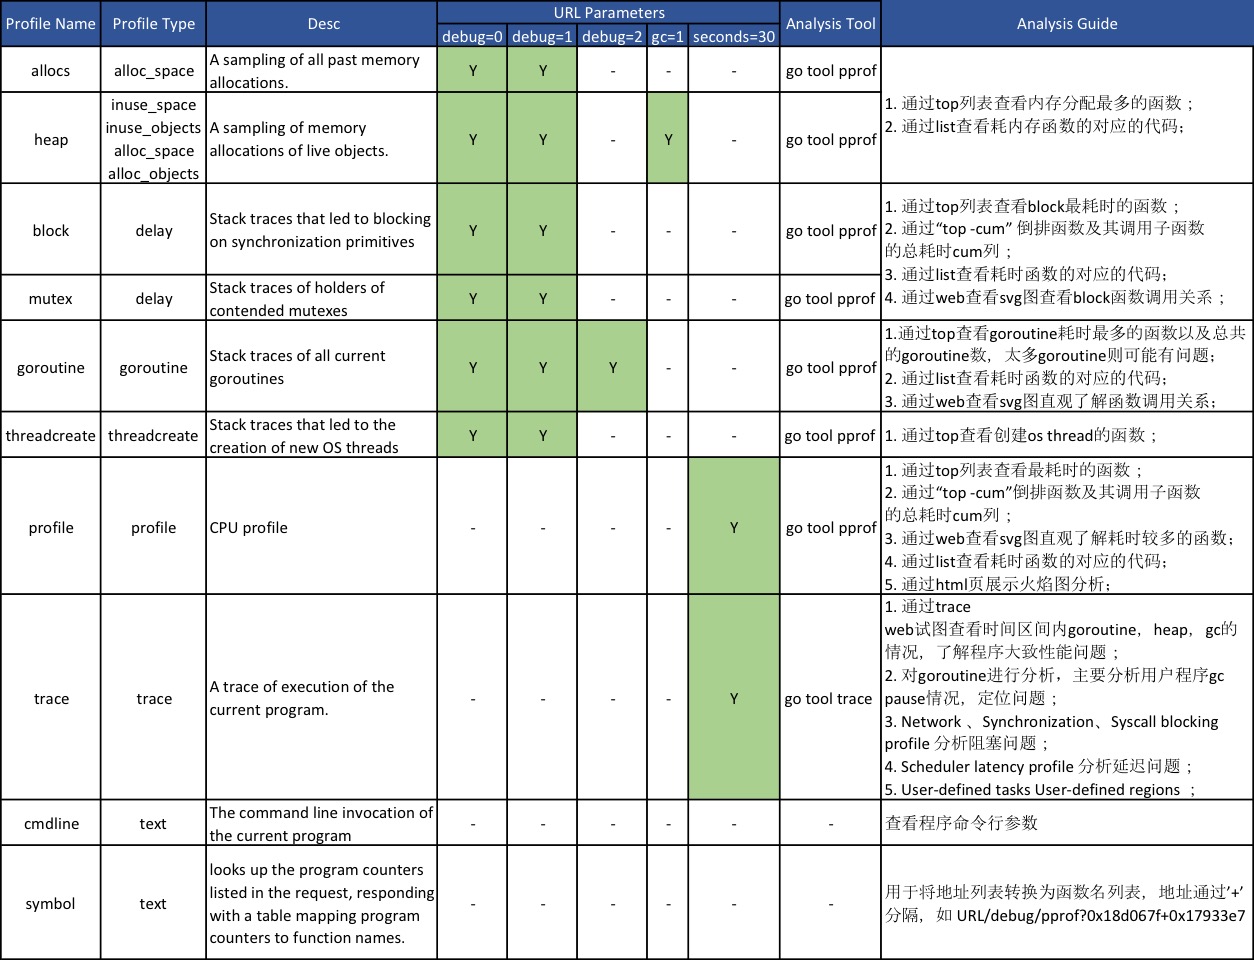 Profile Name Profile Type Desc URL Parameters Analysis Tool Analysis Guide
debug=0 debug=1 debug=2 gc=1 seconds=30
allocs alloc_space A sampling of all past memory
allocations. Y Y - - - go tool pprof
heap inuse_space
inuse_objects
alloc_space
alloc_objects
A sampling of memory
allocations of live objects. Y Y - Y - go tool pprof
1. 通过top列表查看内存分配最多的函数；
2. 通过list查看耗内存函数的对应的代码；
block delay Stack traces that led to blocking
on synchronization primitives Y Y - - - go tool pprof
mutex delay Stack traces of holders of
contended mutexes Y Y - - - go tool pprof
1. 通过top列表查看block最耗时的函数；
2. 通过“top -cum” 倒排函数及其调用子函数
的总耗时cum列；
3. 通过list查看耗时函数的对应的代码；
4. 通过web查看svg图查看block函数调用关系；
goroutine goroutine Stack traces of all current
goroutines Y Y Y - - go tool pprof
1.通过top查看goroutine耗时最多的函数以及总共
的goroutine数，太多goroutine则可能有问题；
2. 通过list查看耗时函数的对应的代码；
3. 通过web查看svg图直观了解函数调用关系；
threadcreate threadcreate Stack traces that led to the
creation of new OS threads Y Y - - - go tool pprof
1. 通过top查看创建os thread的函数；
profile profile CPU profile - - - - Y go tool pprof
1. 通过top列表查看最耗时的函数；
2. 通过“top -cum”倒排函数及其调用子函数
的总耗时cum列；
3. 通过web查看svg图直观了解耗时较多的函数；
4. 通过list查看耗时函数的对应的代码；
5. 通过html页展示火焰图分析；
trace trace A trace of execution of the
current program. - - - - Y go tool trace
1. 通过trace
web试图查看时间区间内goroutine，heap，gc的
情况，了解程序大致性能问题；
2. 对goroutine进行分析，主要分析用户程序gc
pause情况，定位问题；
3. Network 、Synchronization、Syscall blocking
profile 分析阻塞问题；
4. Scheduler latency profile 分析延迟问题；
5. User-defined tasks User-defined regions ；
cmdline text The command line invocation of
the current program - - - - - - 查看程序命令行参数
symbol text looks up the program counters
listed in the request, responding
with a table mapping program
counters to function names. - - - - - -
用于将地址列表转换为函数名列表，地址通过’+’
分隔，如 URL/debug/pprof?0x18d067f+0x17933e7